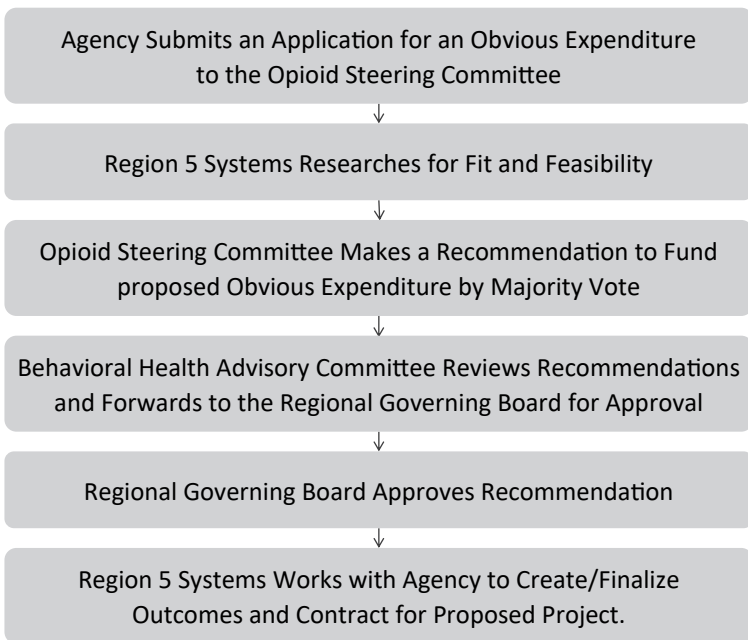 Agency Submits an Application for an Obvious Expenditure
to the Opioid Steering Committee
Region 5 Systems Researches for Fit and Feasibility
Opioid Steering Committee Makes a Recommendation to Fund
proposed Obvious Expenditure by Majority Vote
Behavioral Health Advisory Committee Reviews Recommendations
and Forwards to the Regional Governing Board for Approval
Regional Governing Board Approves Recommendation
Region 5 Systems Works with Agency to Create/Finalize
Outcomes and Contract for Proposed Project.